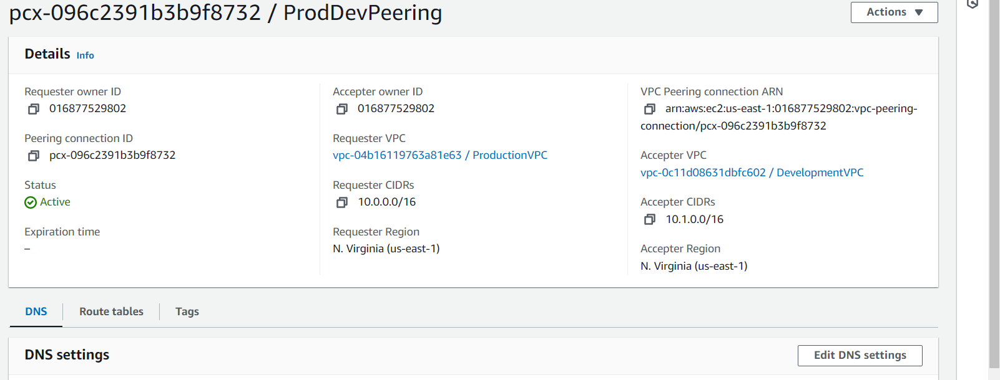 pcx-096c2391b3b9f8732 / ProdDevPeering
Actions
Details Info
Requester owner ID
016877529802
Peering connection ID
pcx-096c2391b3b9f8732
Status
Active
Expiration time
–
Accepter owner ID
016877529802
Requester VPC
vpc-04b16119763a81e63 / ProductionVPC
Requester CIDRs
10.0.0.0/16
Requester Region
N. Virginia (us-east-1)
VPC Peering connection ARN
arn:aws:ec2:us-east-1:016877529802:vpc-peering-
connection/pcx-096c2391b3b9f8732
Accepter VPC
vpc-0c11d08631dbfc602 / DevelopmentVPC
Accepter CIDRs
10.1.0.0/16
Accepter Region
N. Virginia (us-east-1)
DNS
Route tables
Tags
DNS settings
Edit DNS settings